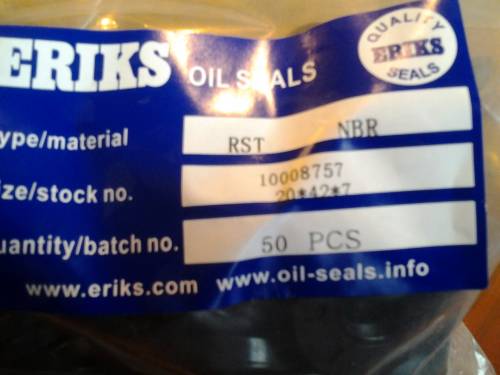 ERIKS OIL SEALS
QUALITY
ERIKS
SEALS
ype/material RST NBR
ize/stock no. 10008757
20*42*7
uantity/batch no. 50 PCS
www.eriks.com www.oil-seals.info